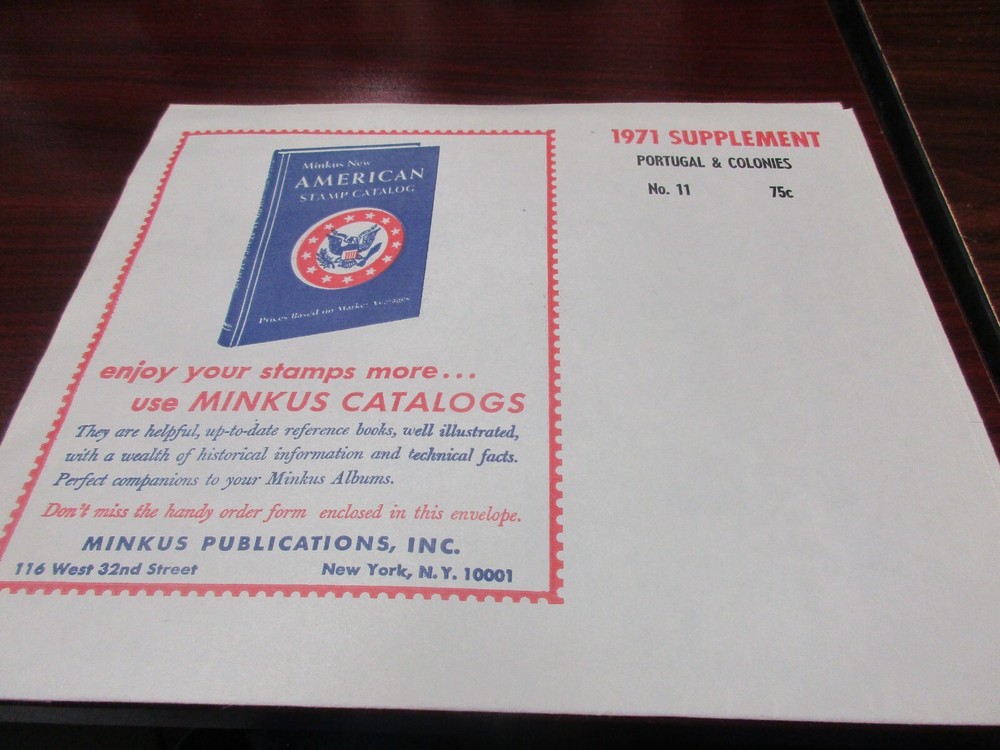 Minkus New
AMERICAN
STAMP CATALOG
Prices Based on Market Averages
enjoy your stamps more...
use MINKUS CATALOGS
They are helpful, up-to-date reference books, well illustrated,
with a wealth of historical information and technical facts.
Perfect companions to your Minkus Albums.
Don't miss the handy order form enclosed in this envelope.
MINKUS PUBLICATIONS, INC.
116 West 32nd Street New York, N.Y. 10001
1971 SUPPLEMENT
PORTUGAL & COLONIES
No. 11 75c